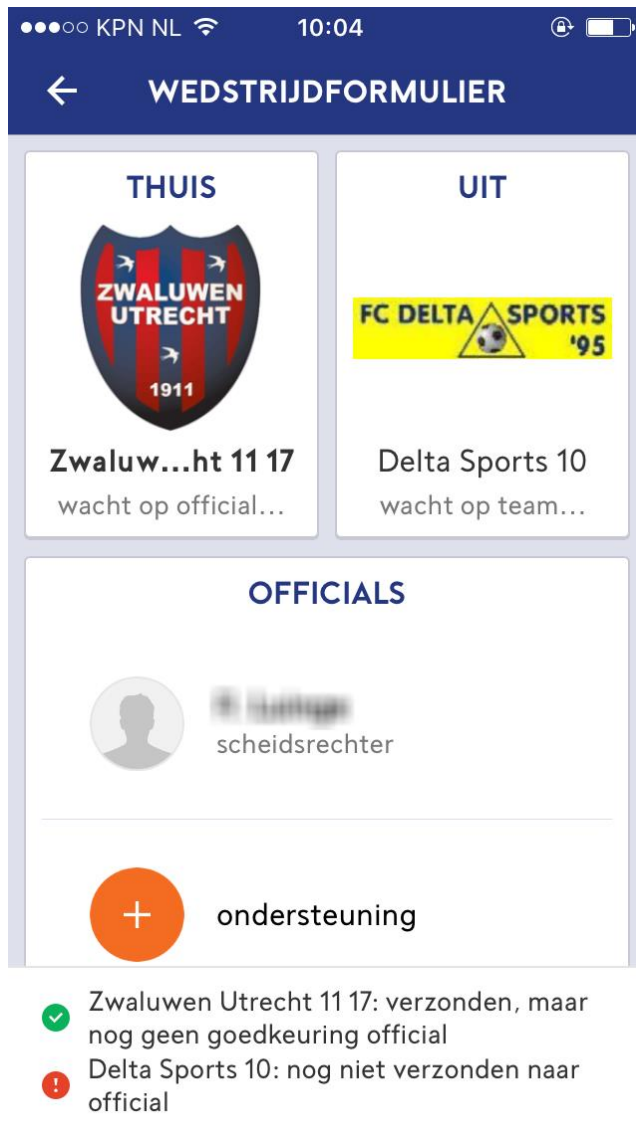 KPN NL 10:04
WEDSTRIJDFORMULIER
THUIS
ZWALUWEN
UTRECHT
1911
Zwaluw...ht 11 17
wacht op official...
UIT
FC DELTA SPORTS
'95
Delta Sports 10
wacht op team...
OFFICIALS
scheidsrechter
+ ondersteuning
Zwaluwen Utrecht 11 17: verzonden, maar
nog geen goedkeuring official
Delta Sports 10: nog niet verzonden naar
official